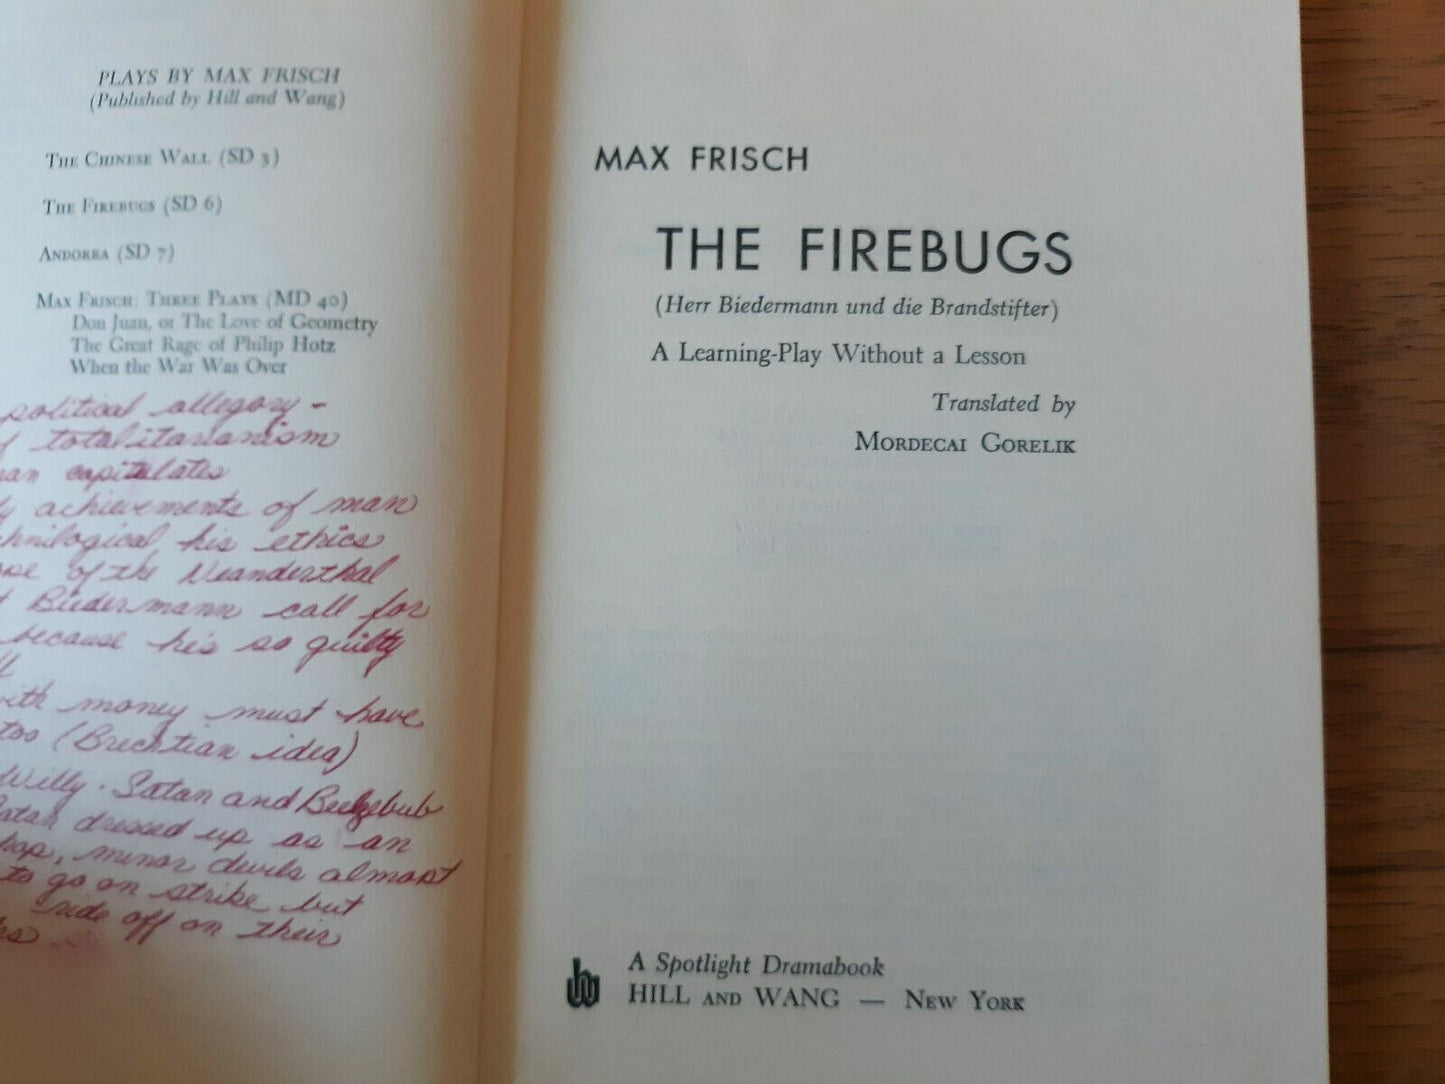 PLAYS BY MAX FRISCH
(Published by Hill and Wang)
THE CHINESE WALL (SD 3)
THE FIREBUGS (SD 6)
ANDORRA (SD 7)
MAX FRISCH: THREE PLAYS (MD 40)
Don Juan, or The Love of Geometry
The Great Rage of Philip Hotz
When the War Was Over
political allegory -
totalitarianism
capitulates
achievements of man
his ethics
of the Neanderthal
Biedermann call for
because he's so guilty
with money must have
too (Brechtian idea)
Willy. Satan and Beelzebub
Satan dressed up as an
minor devils almost
to go on strike but
ride off on their
MAX FRISCH
THE FIREBUGS
(Herr Biedermann und die Brandstifter)
A Learning-Play Without a Lesson
Translated by
MORDECAI GORELIK
A Spotlight Dramabook
HILL AND WANG — NEW YORK